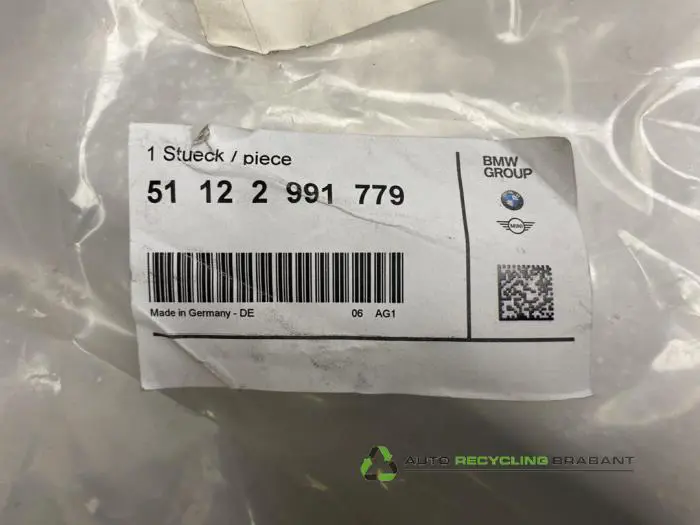 1 Stueck / piece
51 12 2 991 779
Made in Germany - DE 06 AG1
BMW
GROUP
MINI
AUTO RECYCLING BRABANT